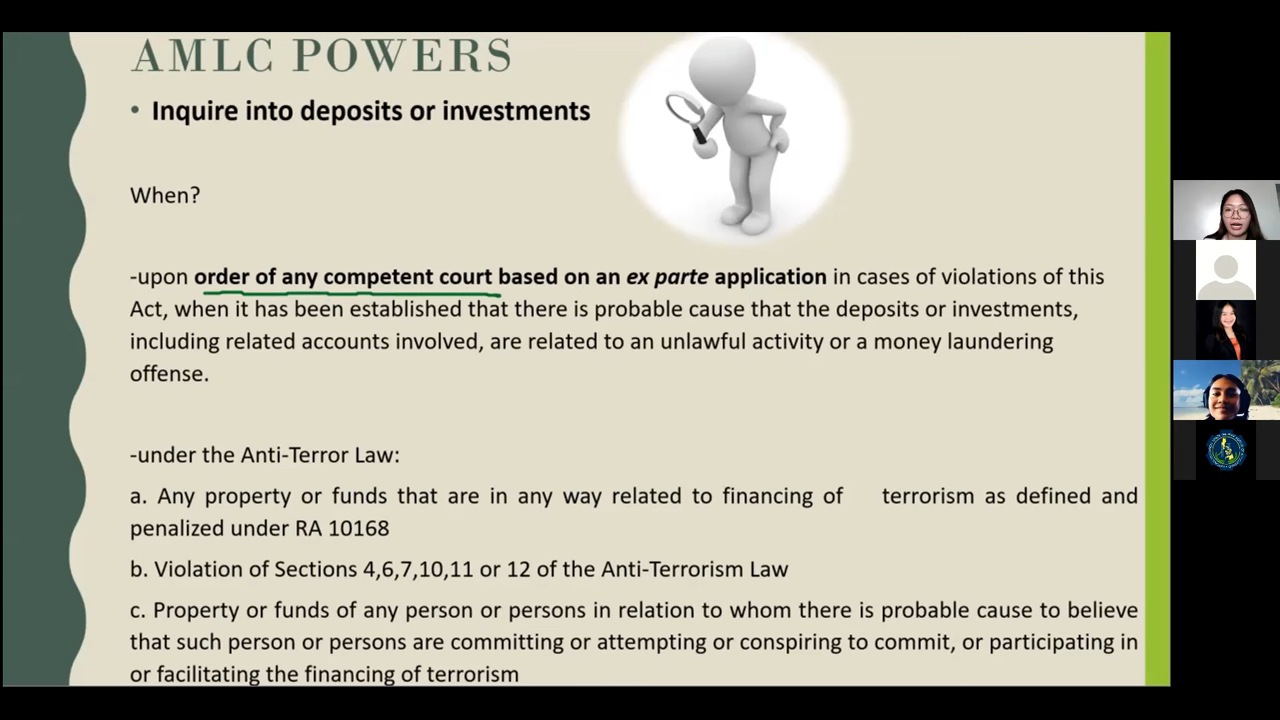 AMLC POWERS
• Inquire into deposits or investments
When?
-upon order of any competent court based on an ex parte application in cases of violations of this
Act, when it has been established that there is probable cause that the deposits or investments,
including related accounts involved, are related to an unlawful activity or a money laundering
offense.
-under the Anti-Terror Law:
a. Any property or funds that are in any way related to financing of terrorism as defined and
penalized under RA 10168
b. Violation of Sections 4,6,7,10,11 or 12 of the Anti-Terrorism Law
c. Property or funds of any person or persons in relation to whom there is probable cause to believe
that such person or persons are committing or attempting or conspiring to commit, or participating in
or facilitating the financing of terrorism